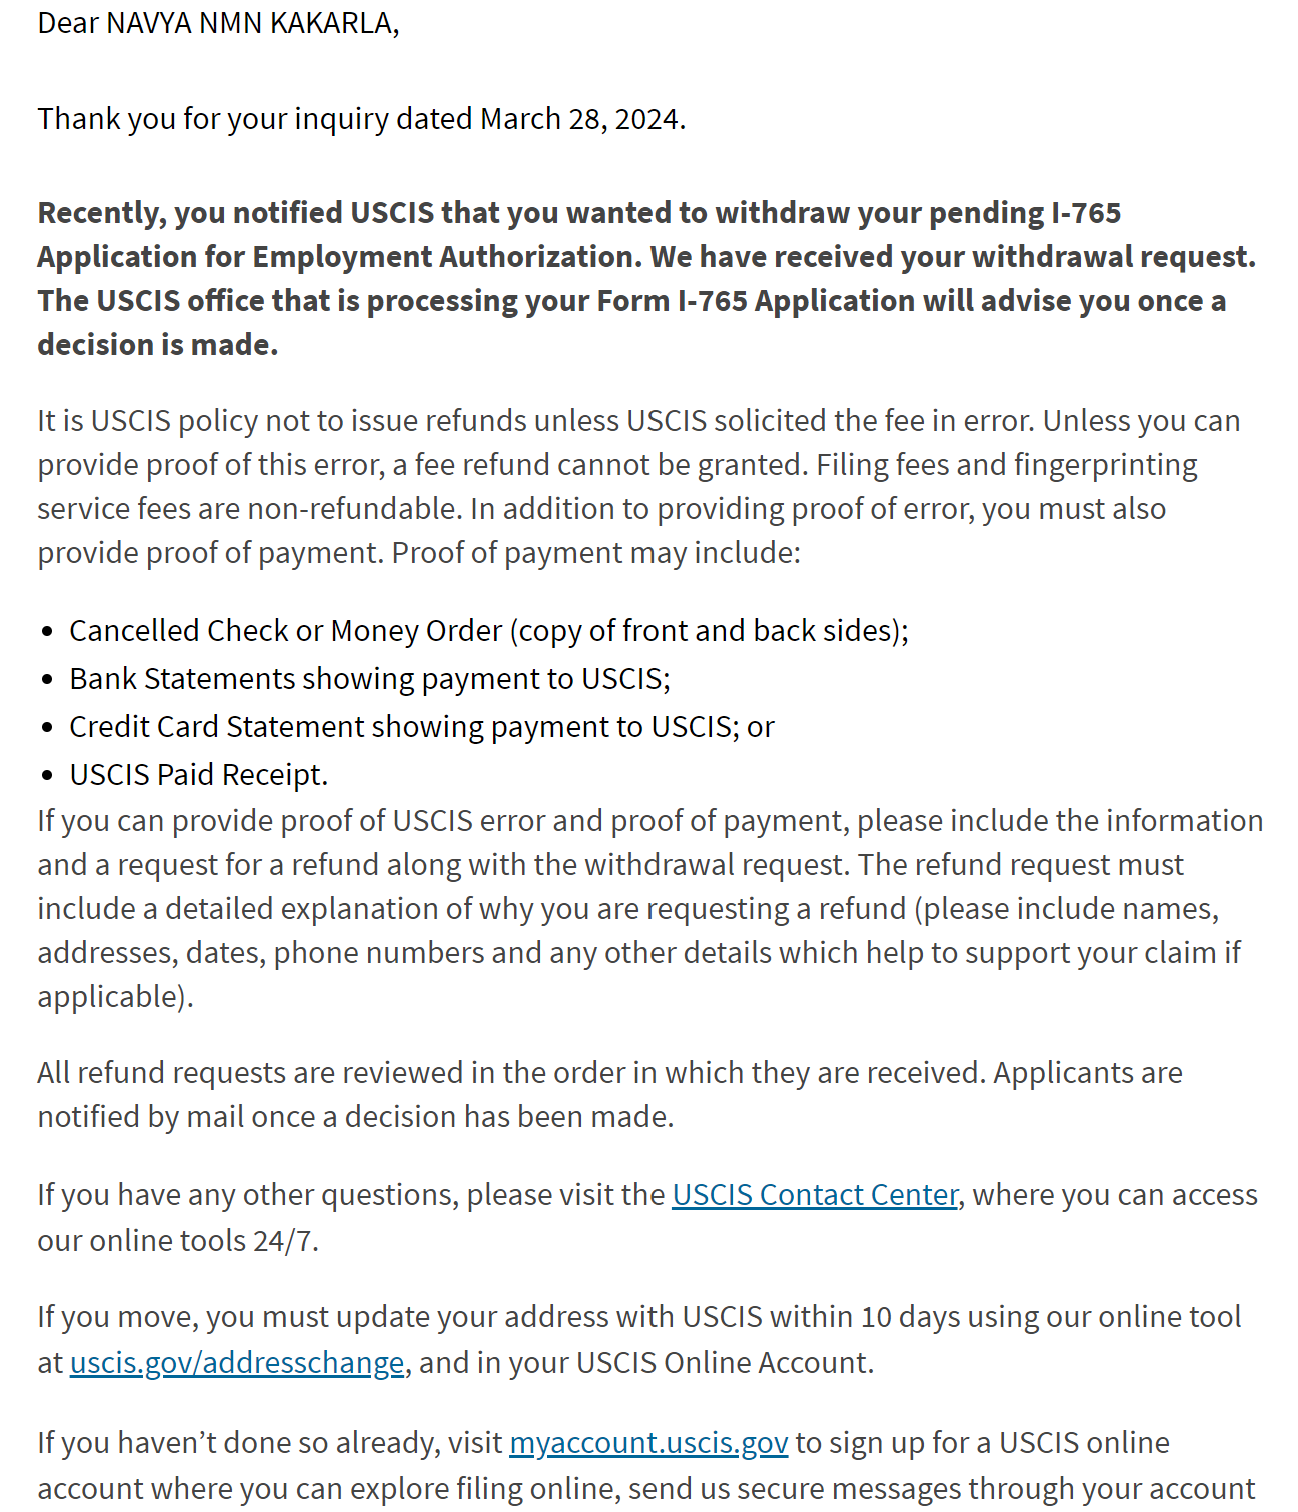 Dear NAVYA NMN KAKARLA,
Thank you for your inquiry dated March 28, 2024.
Recently, you notified USCIS that you wanted to withdraw your pending I-765
Application for Employment Authorization. We have received your withdrawal request.
The USCIS office that is processing your Form I-765 Application will advise you once a
decision is made.
It is USCIS policy not to issue refunds unless USCIS solicited the fee in error. Unless you can
provide proof of this error, a fee refund cannot be granted. Filing fees and fingerprinting
service fees are non-refundable. In addition to providing proof of error, you must also
provide proof of payment. Proof of payment may include:
• Cancelled Check or Money Order (copy of front and back sides);
• Bank Statements showing payment to USCIS;
• Credit Card Statement showing payment to USCIS; or
• USCIS Paid Receipt.
If you can provide proof of USCIS error and proof of payment, please include the information
and a request for a refund along with the withdrawal request. The refund request must
include a detailed explanation of why you are requesting a refund (please include names,
addresses, dates, phone numbers and any other details which help to support your claim if
applicable).
All refund requests are reviewed in the order in which they are received. Applicants are
notified by mail once a decision has been made.
If you have any other questions, please visit the USCIS Contact Center, where you can access
our online tools 24/7.
If you move, you must update your address with USCIS within 10 days using our online tool
at uscis.gov/addresschange, and in your USCIS Online Account.
If you haven’t done so already, visit myaccount.uscis.gov to sign up for a USCIS online
account where you can explore filing online, send us secure messages through your account